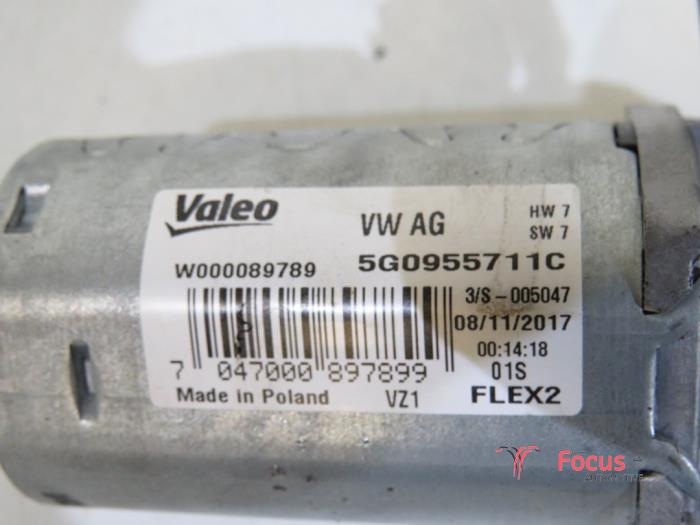 Valeo
VW AG
HW 7
SW 7
W000089789
5G0955711C
3/S-005047
08/11/2017
00:14:18
7 047000 897899
01S
Made in Poland
VZ1
FLEX2
Focus
AUTOMOTIVE